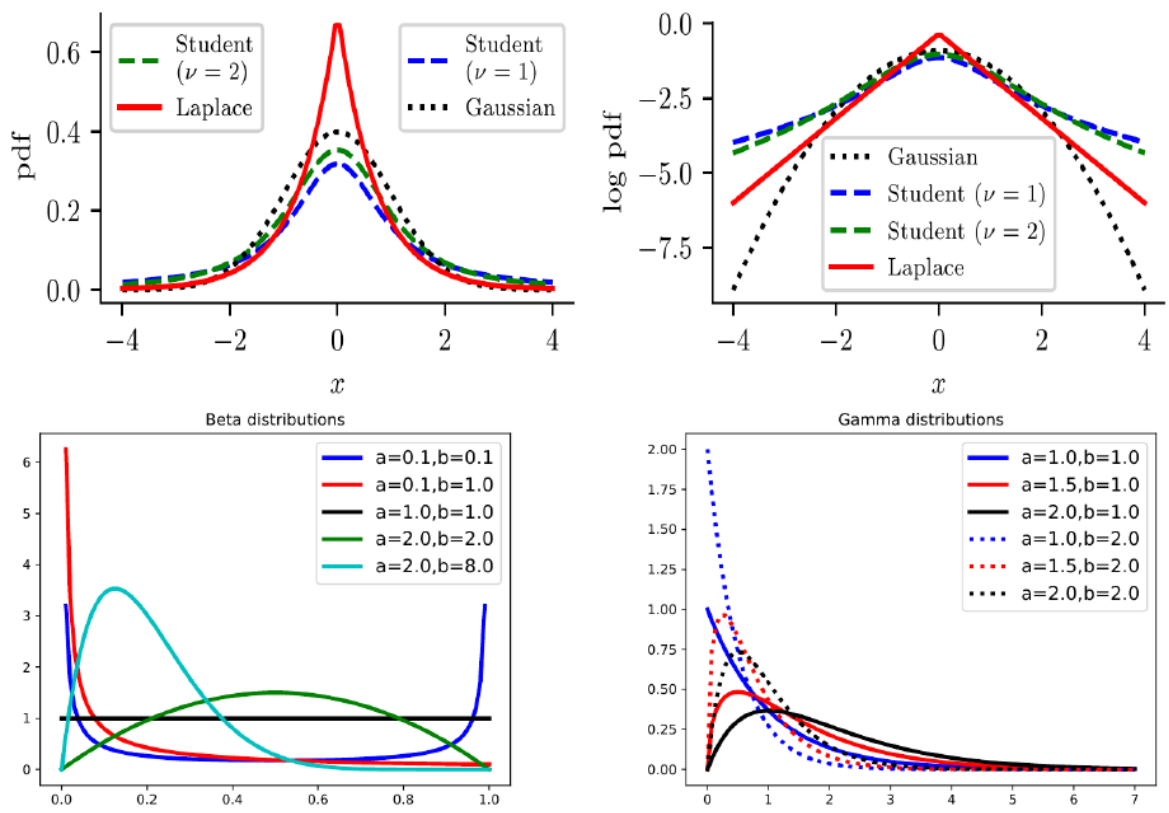 0.6
0.4
0.2
0.0
pdf
Student
(ν = 2)
Laplace
Student
(ν = 1)
Gaussian
−4 −2 0 2 4
x
0.0
−2.5
−5.0
−7.5
log pdf
Gaussian
Student (ν = 1)
Student (ν = 2)
Laplace
−4 −2 0 2 4
x
Beta distributions
6
5
4
3
2
1
0
a=0.1,b=0.1
a=0.1,b=1.0
a=1.0,b=1.0
a=2.0,b=2.0
a=2.0,b=8.0
0.0 0.2 0.4 0.6 0.8 1.0
Gamma distributions
2.00
1.75
1.50
1.25
1.00
0.75
0.50
0.25
0.00
a=1.0,b=1.0
a=1.5,b=1.0
a=2.0,b=1.0
a=1.0,b=2.0
a=1.5,b=2.0
a=2.0,b=2.0
0 1 2 3 4 5 6 7